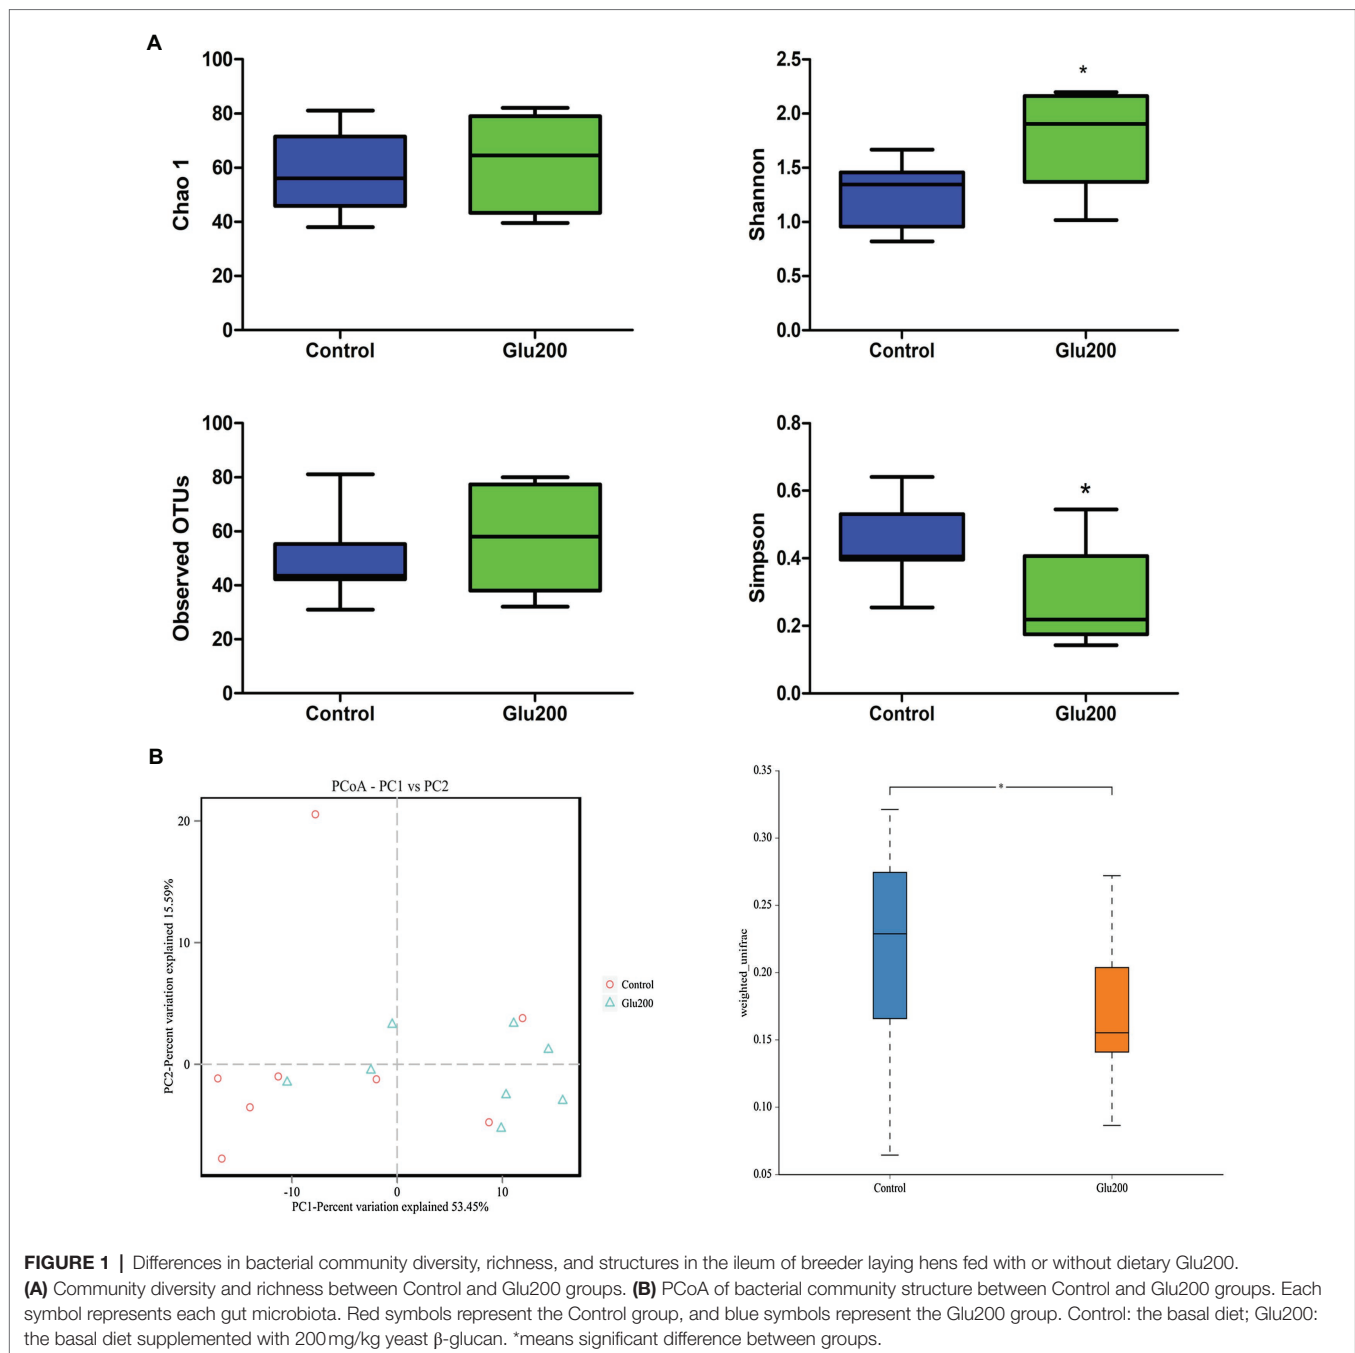 A
100
80
60
40
20
0
Chao 1
Control
Glu200
2.5
2.0
1.5
1.0
0.5
0.0
Shannon
*
Control
Glu200
100
80
60
40
20
0
Observed OTUs
Control
Glu200
0.8
0.6
0.4
0.2
0.0
Simpson
*
Control
Glu200
B
PCoA - PC1 vs PC2
20
10
0
PC2-Percent variation explained 15.59%
-10
0
10
PC1-Percent variation explained 53.45%
Control
Glu200
0.35
0.30
0.25
0.20
0.15
0.10
0.05
weighted_unifrac
*
Control
Glu200
FIGURE 1 | Differences in bacterial community diversity, richness, and structures in the ileum of breeder laying hens fed with or without dietary Glu200.
(A) Community diversity and richness between Control and Glu200 groups. (B) PCoA of bacterial community structure between Control and Glu200 groups. Each
symbol represents each gut microbiota. Red symbols represent the Control group, and blue symbols represent the Glu200 group. Control: the basal diet; Glu200:
the basal diet supplemented with 200 mg/kg yeast β-glucan. *means significant difference between groups.